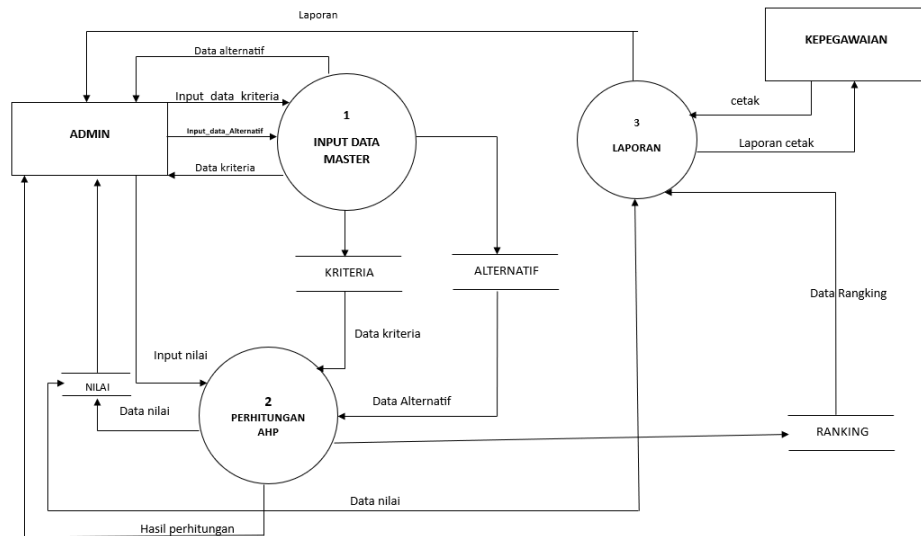 Laporan
KEPEGAWAIAN
Data alternatif
Input data kriteria
cetak
1
ADMIN
Input_data_Alternatif
INPUT DATA
MASTER
3
LAPORAN
Laporan cetak
Data kriteria
KRITERIA
ALTERNATIF
Data Rangking
Data kriteria
Input nilai
NILAI
2
PERHITUNGAN
AHP
Data Alternatif
Data nilai
RANKING
Data nilai
Hasil perhitungan